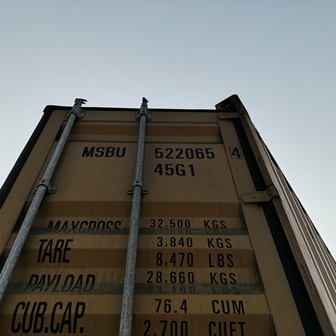 MSBU 522065 4
45G1
MAXGROSS 32.500 KGS
TARE 3.840 KGS
8.470 LBS
PAYLOAD 28.660 KGS
CUB.CAP. 76.4 CUM
2.700 CUFT